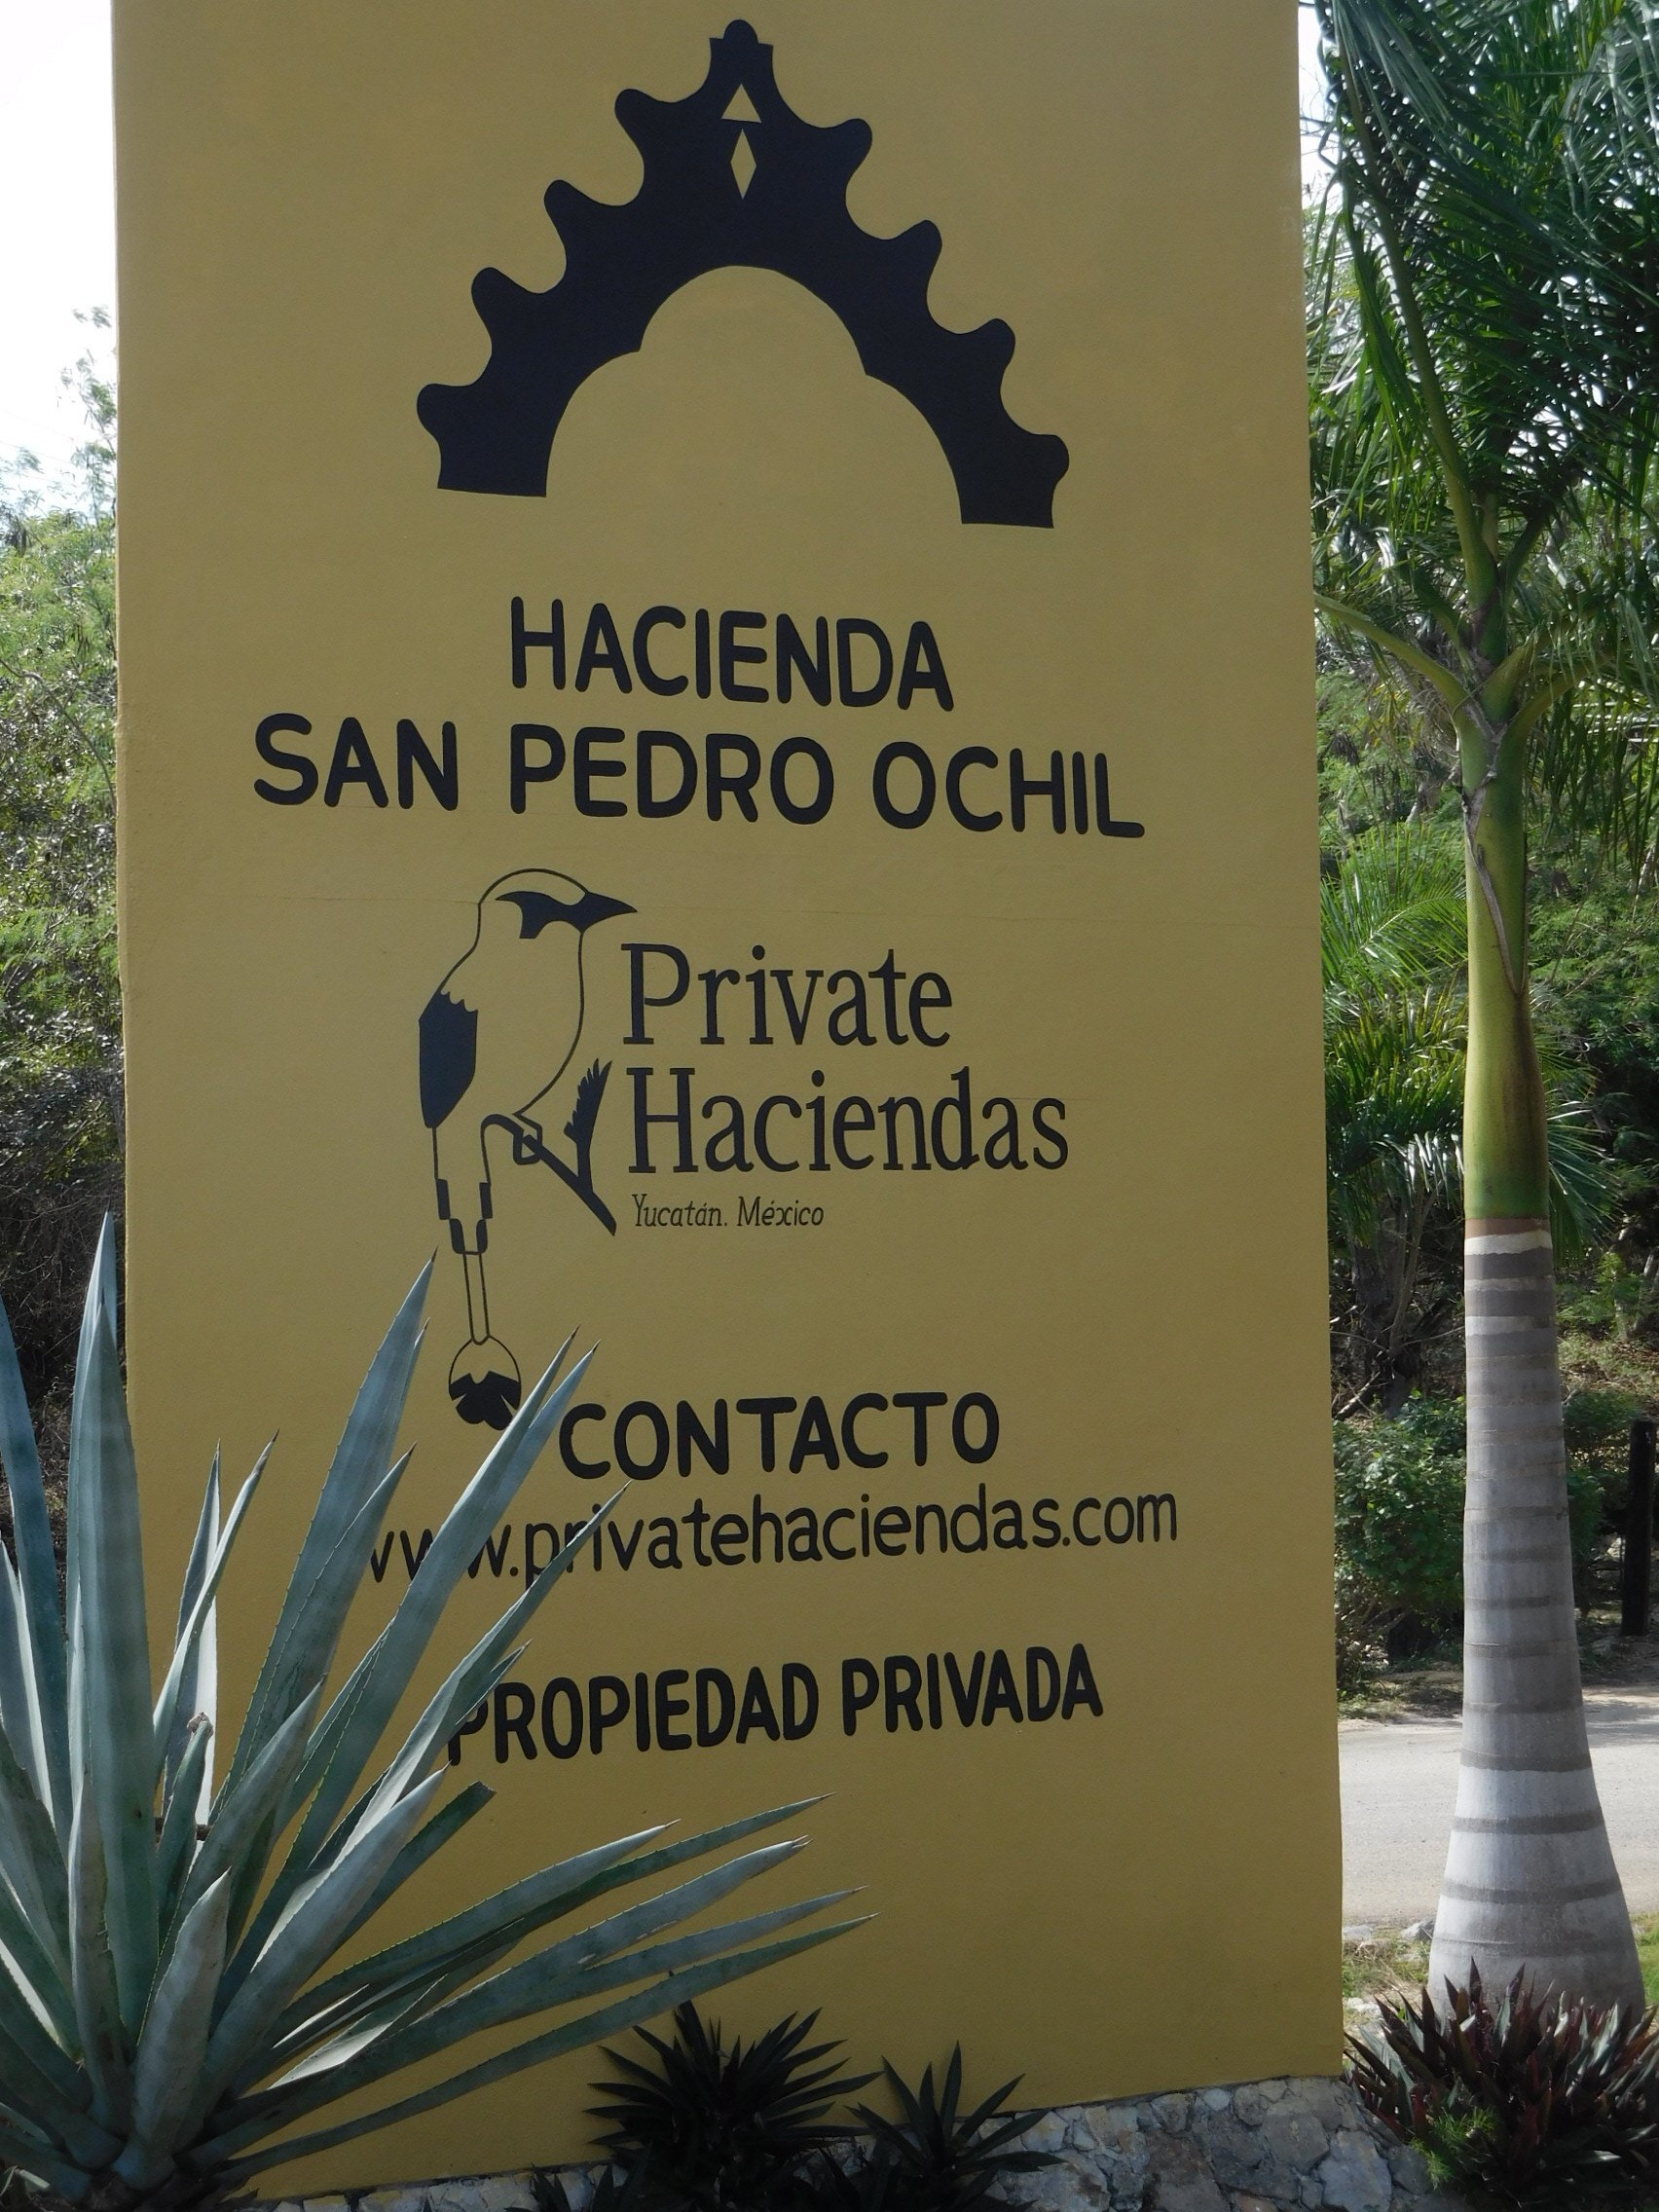 HACIENDA
SAN PEDRO OCHIL
Private
Haciendas
Yucatán. México
CONTACTO
www.privatehaciendas.com
PROPIEDAD PRIVADA